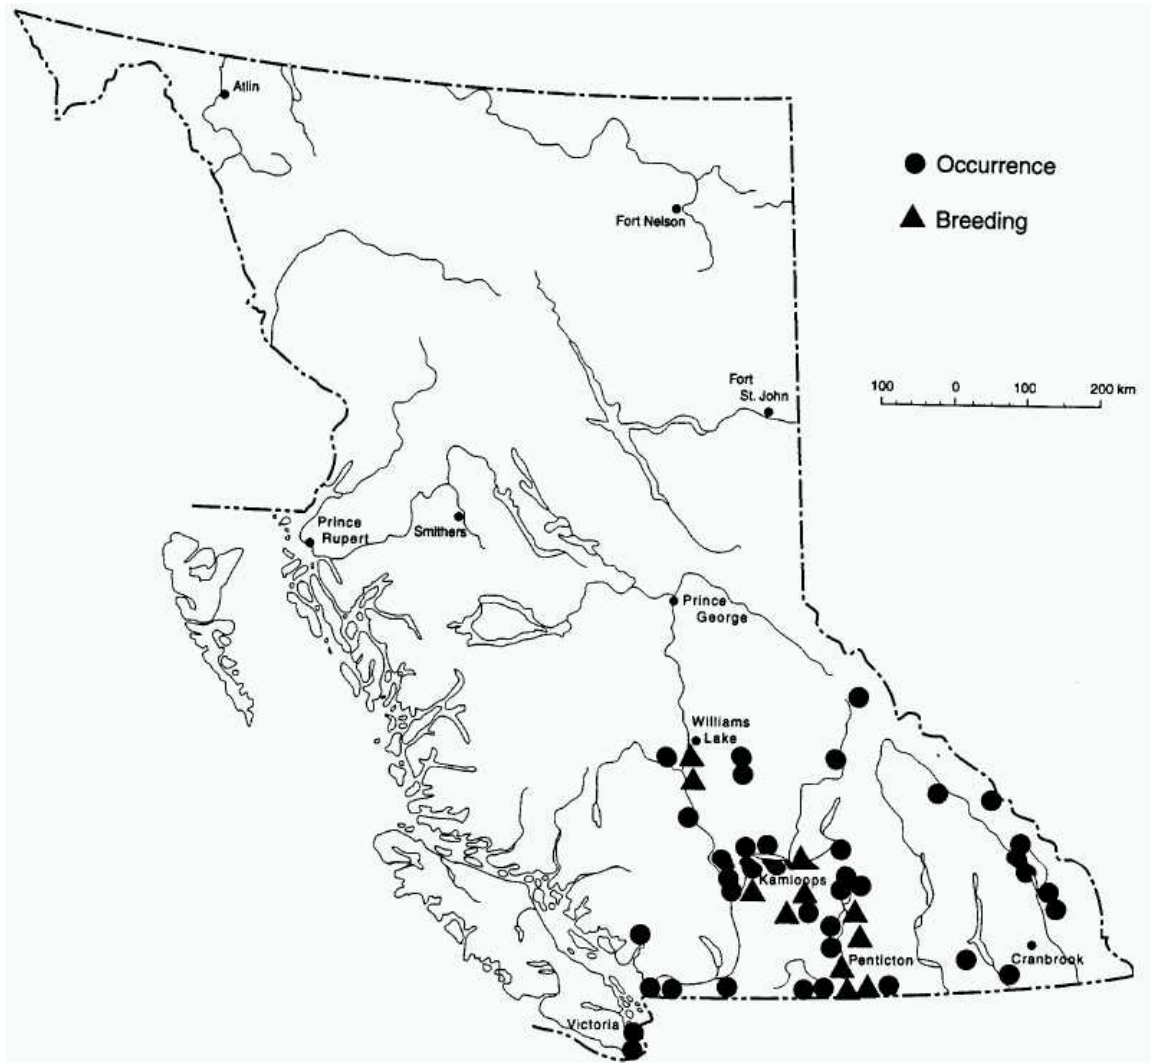 Atlin
Occurrence
Fort Nelson
Breeding
Fort
St. John
100 0 100 200 km
Prince
Rupert
Smithers
Prince
George
Williams
Lake
Kamloops
Penticton
Cranbrook
Victoria